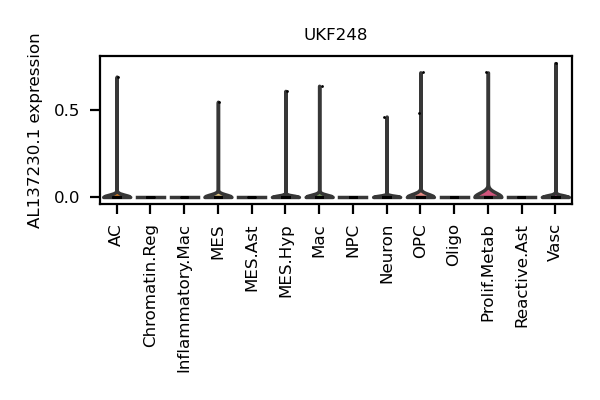 UKF248
AL137230.1 expression
0.5
0.0
AC
Chromatin.Reg
Inflammatory.Mac
MES
MES.Ast
MES.Hyp
Mac
NPC
Neuron
OPC
Oligo
Prolif.Metab
Reactive.Ast
Vasc